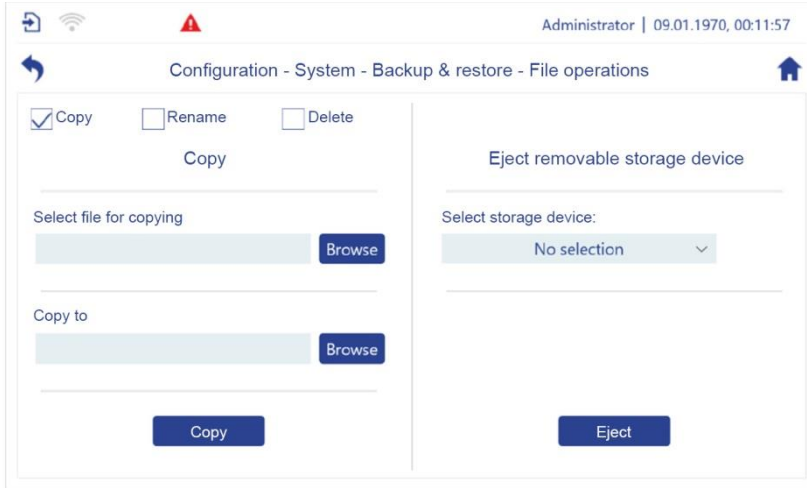 Administrator | 09.01.1970, 00:11:57
Configuration - System - Backup & restore - File operations
Copy Rename Delete
Copy
Select file for copying
Browse
Copy to
Browse
Copy
Eject removable storage device
Select storage device:
No selection
Eject